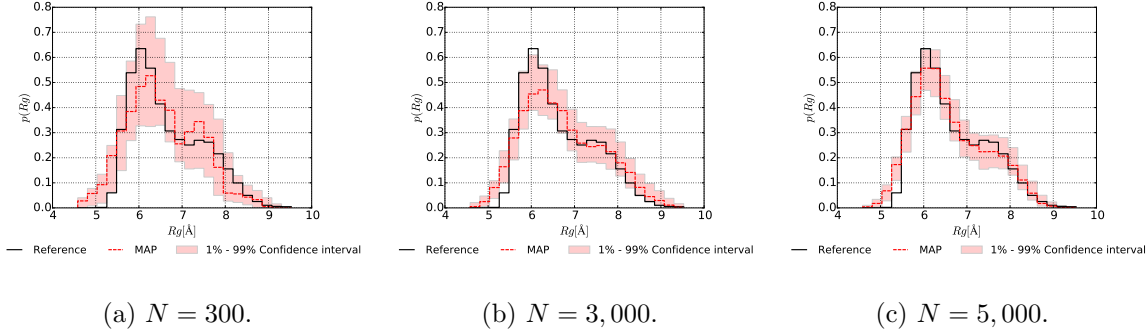 0.8
0.7
0.6
0.5
0.4
0.3
0.2
0.1
0.0
p(Rg)
4 5 6 7 8 9 10
Rg[Å]
Reference MAP 1% - 99% Confidence interval
(a) N = 300.
0.8
0.7
0.6
0.5
0.4
0.3
0.2
0.1
0.0
p(Rg)
4 5 6 7 8 9 10
Rg[Å]
Reference MAP 1% - 99% Confidence interval
(b) N = 3,000.
0.8
0.7
0.6
0.5
0.4
0.3
0.2
0.1
0.0
p(Rg)
4 5 6 7 8 9 10
Rg[Å]
Reference MAP 1% - 99% Confidence interval
(c) N = 5,000.